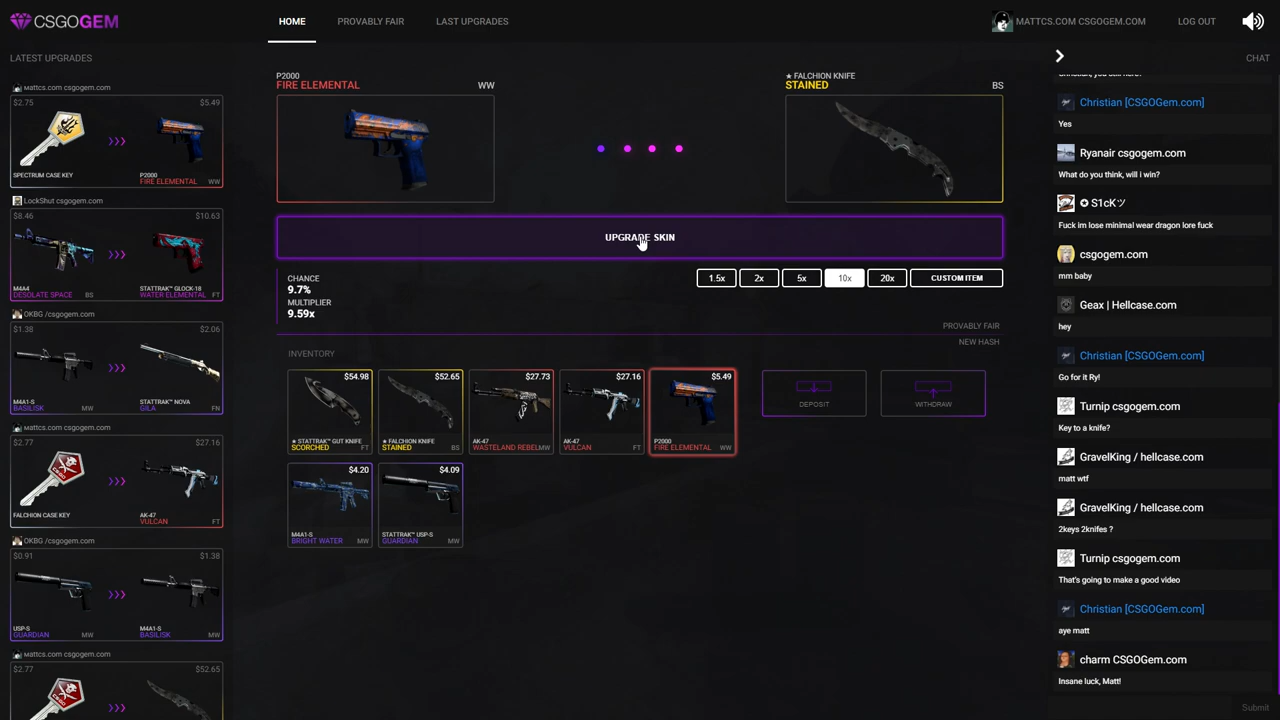 CSGOGEM
HOME
PROVABLY FAIR
LAST UPGRADES
MATTCS.COM CSGOGEM.COM
LOG OUT
LATEST UPGRADES
mattcs.com csgogem.com
$2.75
$5.49
SPECTRUM CASE KEY
P2000
FIRE ELEMENTAL
WW
LockShut csgogem.com
$8.46
$10.63
M4A4
DESOLATE SPACE
BS
STATTRAK™ GLOCK-18
WATER ELEMENTAL
FT
OKBG /csgogem.com
$1.38
$2.06
M4A1-S
BASILISK
MW
STATTRAK™ NOVA
GILA
FN
mattcs.com csgogem.com
$2.77
$27.16
FALCHION CASE KEY
AK-47
VULCAN
FT
OKBG /csgogem.com
$0.91
$1.38
USP-S
GUARDIAN
MW
M4A1-S
BASILISK
MW
mattcs.com csgogem.com
$2.77
$52.65
P2000
FIRE ELEMENTAL
WW
★ FALCHION KNIFE
STAINED
BS
UPGRADE SKIN
CHANCE
9.7%
MULTIPLIER
9.59x
1.5x
2x
5x
10x
20x
CUSTOM ITEM
PROVABLY FAIR
NEW HASH
INVENTORY
$54.98
★ STATTRAK™ GUT KNIFE
SCORCHED
FT
$52.65
★ FALCHION KNIFE
STAINED
BS
$27.73
AK-47
WASTELAND REBEL
MW
$27.16
AK-47
VULCAN
FT
$5.49
P2000
FIRE ELEMENTAL
WW
DEPOSIT
WITHDRAW
$4.20
M4A1-S
BRIGHT WATER
MW
$4.09
STATTRAK™ USP-S
GUARDIAN
MW
CHAT
Christian, you still here?
Christian [CSGOGem.com]
Yes
Ryanair csgogem.com
What do you think, will i win?
✪ S1cKツ
Fuck im lose minimal wear dragon lore fuck
csgogem.com
mm baby
Geax | Hellcase.com
hey
Christian [CSGOGem.com]
Go for it Ry!
Turnip csgogem.com
Key to a knife?
GravelKing / hellcase.com
matt wtf
GravelKing / hellcase.com
2keys 2knifes ?
Turnip csgogem.com
That's going to make a good video
Christian [CSGOGem.com]
aye matt
charm CSGOGem.com
Insane luck, Matt!
Submit